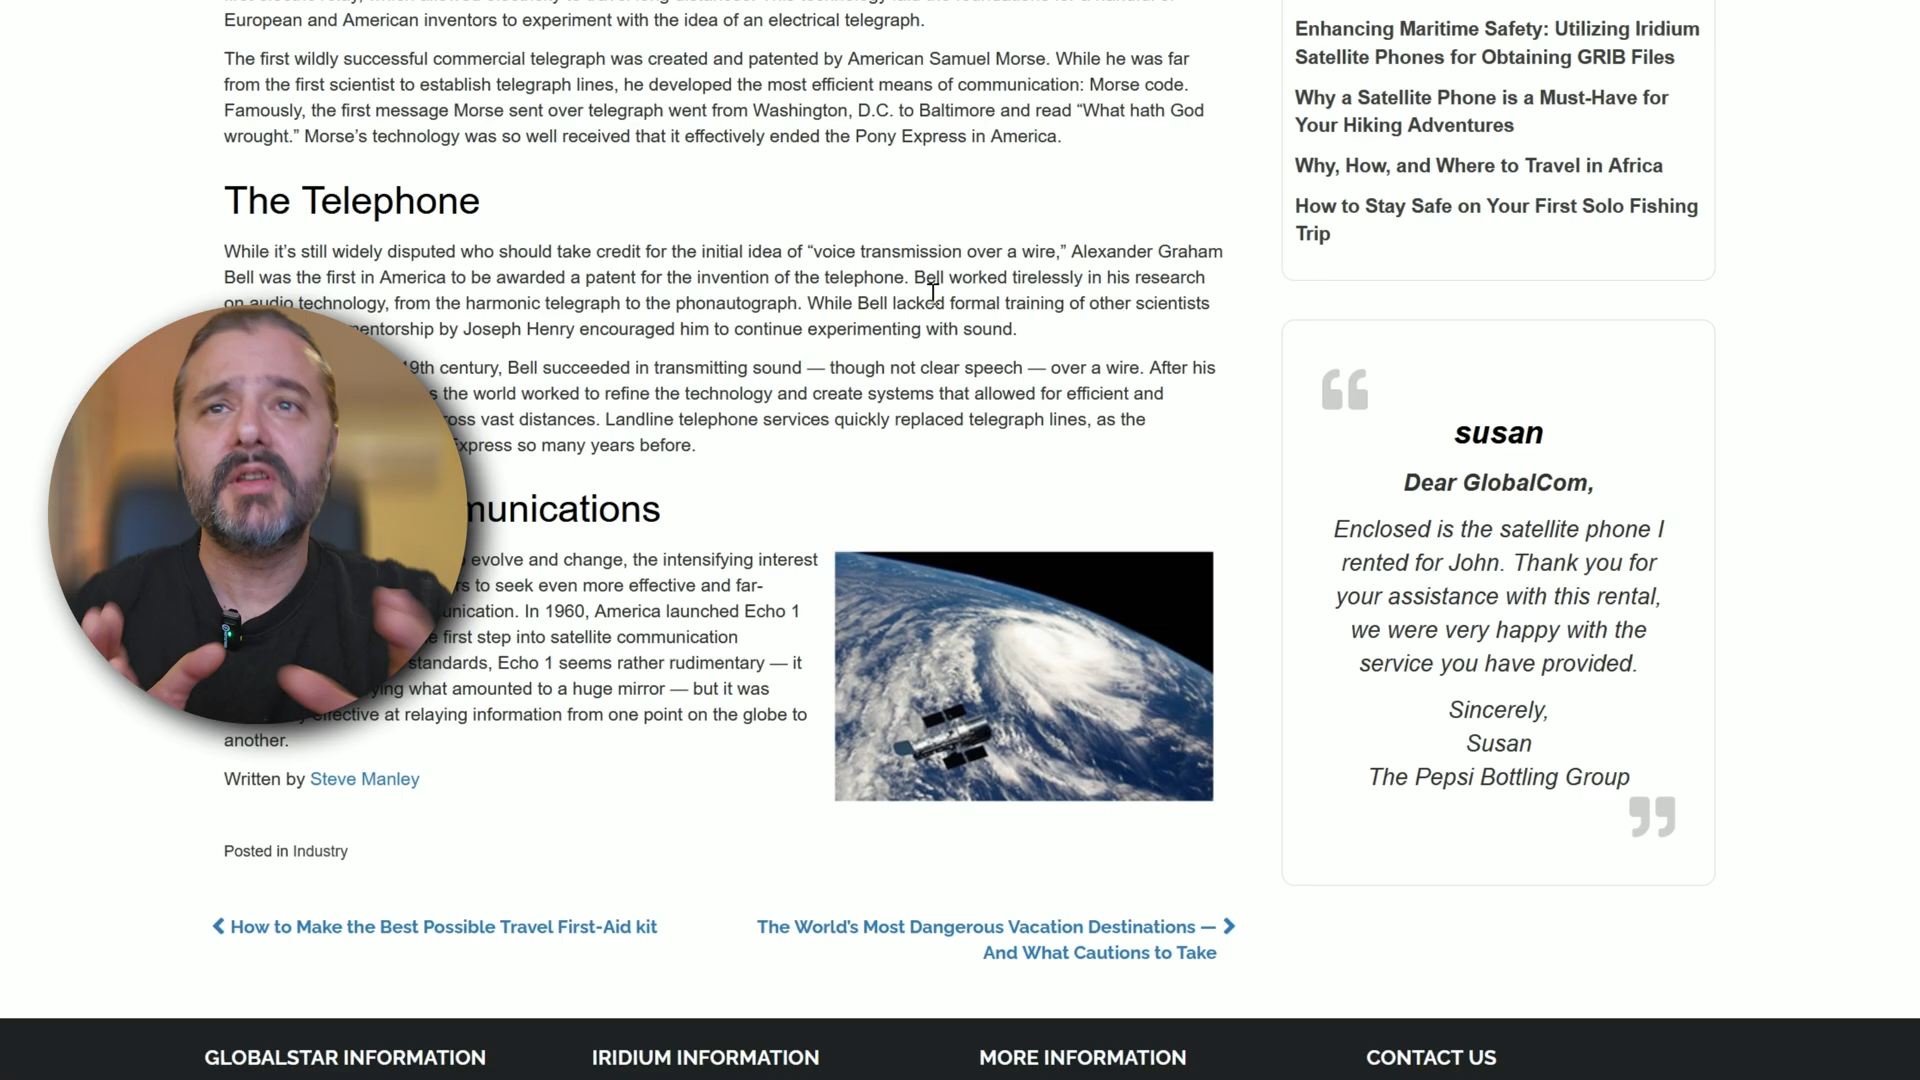 European and American inventors to experiment with the idea of an electrical telegraph.
The first wildly successful commercial telegraph was created and patented by American Samuel Morse. While he was far
from the first scientist to establish telegraph lines, he developed the most efficient means of communication: Morse code.
Famously, the first message Morse sent over telegraph went from Washington, D.C. to Baltimore and read “What hath God
wrought.” Morse’s technology was so well received that it effectively ended the Pony Express in America.
The Telephone
While it’s still widely disputed who should take credit for the initial idea of “voice transmission over a wire,” Alexander Graham
Bell was the first in America to be awarded a patent for the invention of the telephone. Bell worked tirelessly in his research
on audio technology, from the harmonic telegraph to the phonautograph. While Bell lacked formal training of other scientists
mentorship by Joseph Henry encouraged him to continue experimenting with sound.
19th century, Bell succeeded in transmitting sound — though not clear speech — over a wire. After his
the world worked to refine the technology and create systems that allowed for efficient and
vast distances. Landline telephone services quickly replaced telegraph lines, as the
Express so many years before.
munications
evolve and change, the intensifying interest
to seek even more effective and far-
In 1960, America launched Echo 1
first step into satellite communication
standards, Echo 1 seems rather rudimentary — it
what amounted to a huge mirror — but it was
effective at relaying information from one point on the globe to
another.
Written by Steve Manley
Posted in Industry
How to Make the Best Possible Travel First-Aid kit
The World’s Most Dangerous Vacation Destinations —
And What Cautions to Take
Enhancing Maritime Safety: Utilizing Iridium
Satellite Phones for Obtaining GRIB Files
Why a Satellite Phone is a Must-Have for
Your Hiking Adventures
Why, How, and Where to Travel in Africa
How to Stay Safe on Your First Solo Fishing
Trip
susan
Dear GlobalCom,
Enclosed is the satellite phone I
rented for John. Thank you for
your assistance with this rental,
we were very happy with the
service you have provided.
Sincerely,
Susan
The Pepsi Bottling Group
GLOBALSTAR INFORMATION
IRIDIUM INFORMATION
MORE INFORMATION
CONTACT US